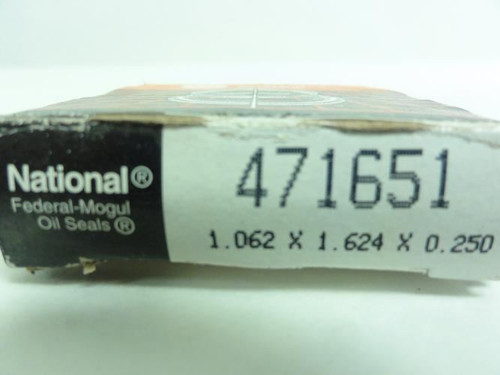 National®
Federal-Mogul
Oil Seals®
471651
1.062 X 1.624 X 0.250